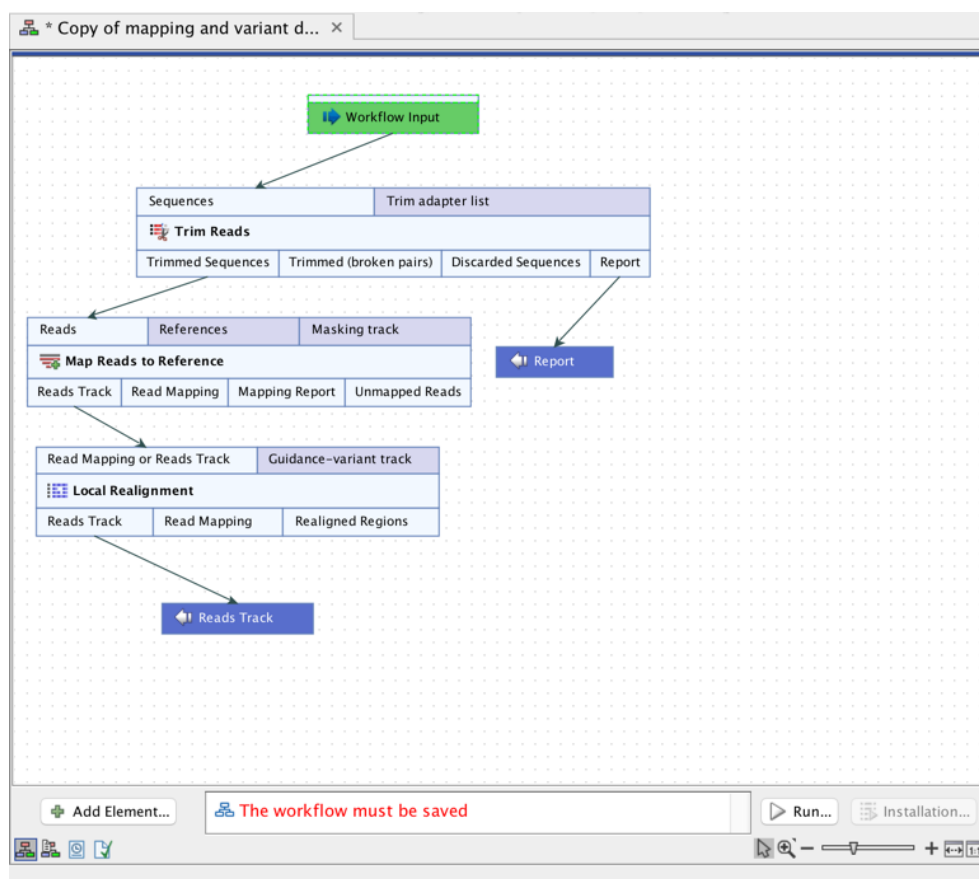 * Copy of mapping and variant d... ×
Workflow Input
Sequences Trim adapter list
Trim Reads
Trimmed Sequences Trimmed (broken pairs) Discarded Sequences Report
Reads References Masking track
Map Reads to Reference
Report
Reads Track Read Mapping Mapping Report Unmapped Reads
Read Mapping or Reads Track Guidance-variant track
Local Realignment
Reads Track Read Mapping Realigned Regions
Reads Track
Add Element... The workflow must be saved Run... Installation...
1:1